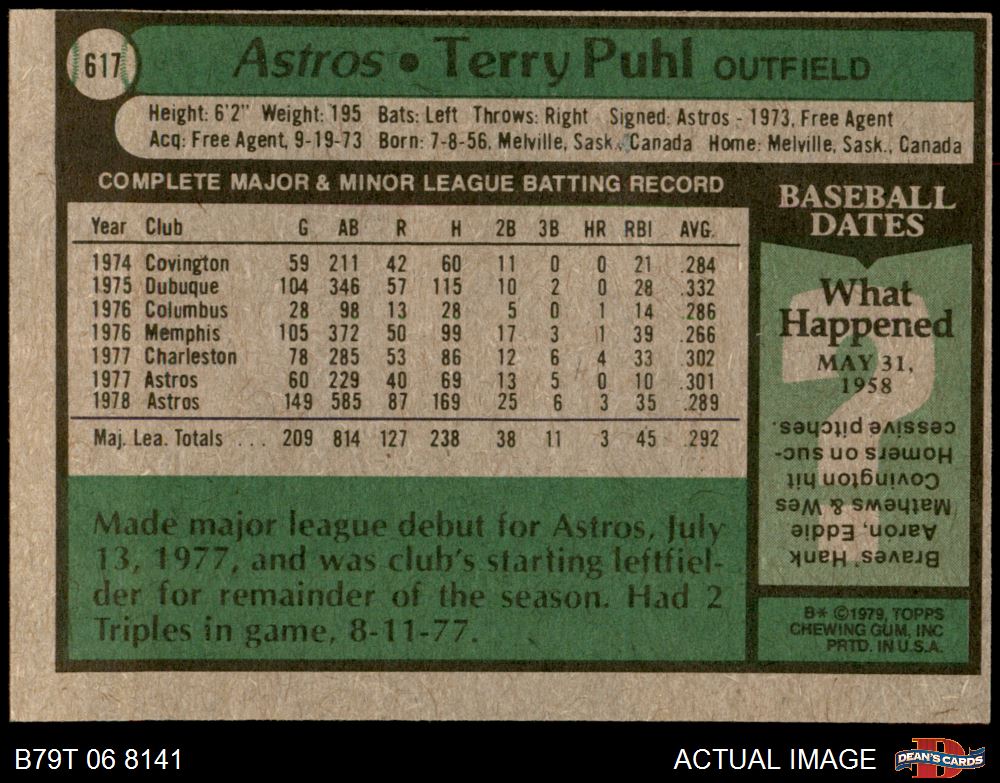 617
Astros • Terry Puhl OUTFIELD
Height: 6'2" Weight: 195 Bats: Left Throws: Right Signed: Astros - 1973, Free Agent
Acq: Free Agent, 9-19-73 Born: 7-8-56, Melville, Sask., Canada Home: Melville, Sask., Canada
COMPLETE MAJOR & MINOR LEAGUE BATTING RECORD
Year Club G AB R H 2B 3B HR RBI AVG.
1974 Covington 59 211 42 60 11 0 0 21 .284
1975 Dubuque 104 346 57 115 10 2 0 28 .332
1976 Columbus 28 98 13 28 5 0 1 14 .286
1976 Memphis 105 372 50 99 17 3 1 39 .266
1977 Charleston 78 285 53 86 12 6 4 33 .302
1977 Astros 60 229 40 69 13 5 0 10 .301
1978 Astros 149 585 87 169 25 6 3 35 .289
Maj. Lea. Totals ... 209 814 127 238 38 11 3 45 .292
Made major league debut for Astros, July
13, 1977, and was club's starting leftfiel-
der for remainder of the season. Had 2
Triples in game, 8-11-77.
BASEBALL
DATES
What
Happened
MAY 31,
1958
?
Braves' Hank
Aaron, Eddie
Mathews & Wes
Covington hit
Homers on suc-
cessive pitches.
B* ©1979, TOPPS
CHEWING GUM, INC
PRTD. IN U.S.A.
B79T 06 8141
ACTUAL IMAGE
D
DEAN'S CARDS